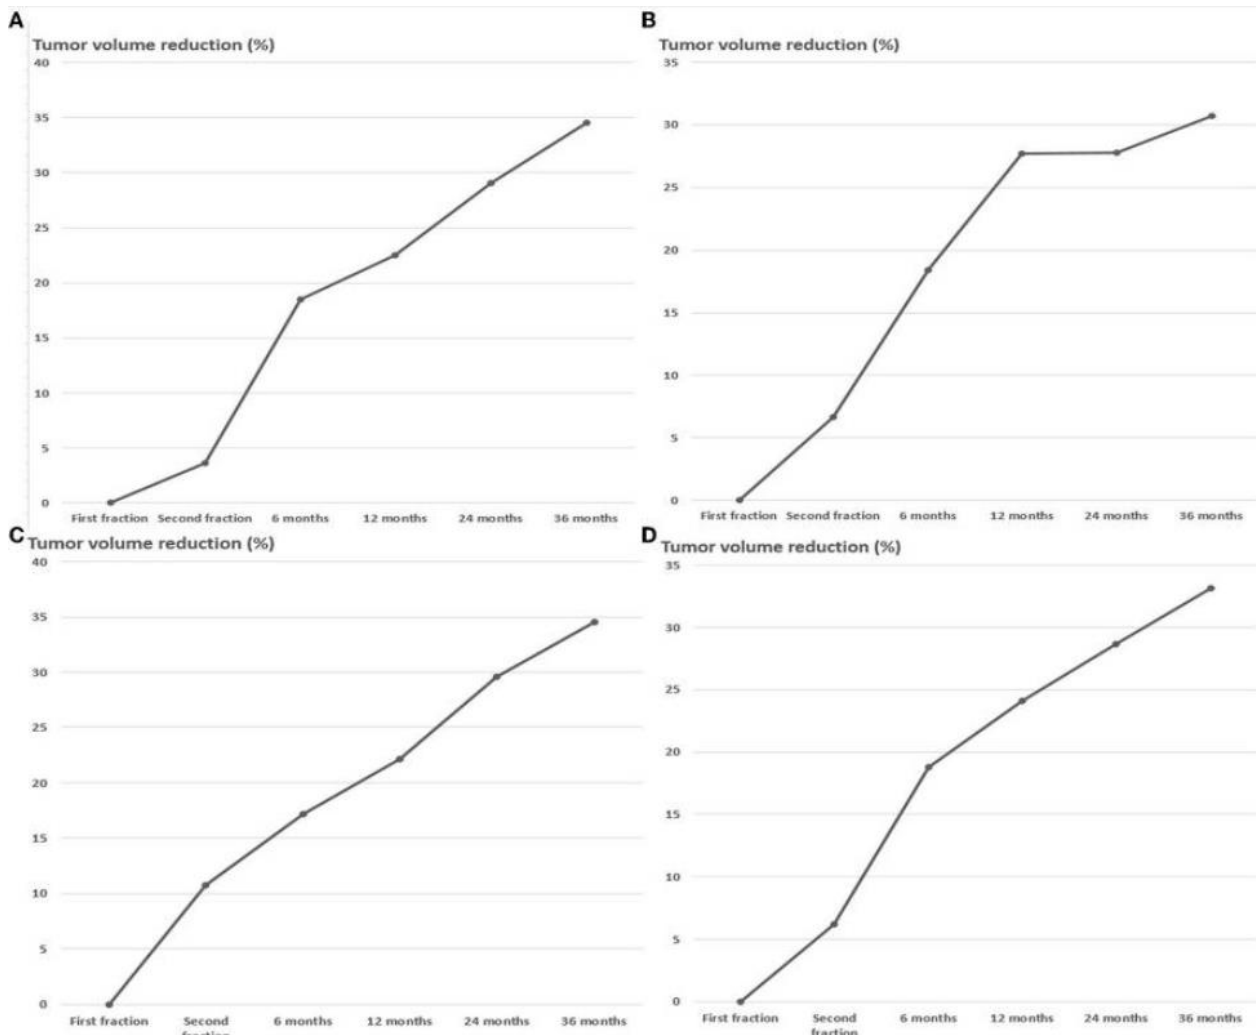 A
Tumor volume reduction (%)
40
35
30
25
20
15
10
5
0
First fraction Second fraction 6 months 12 months 24 months 36 months
B
Tumor volume reduction (%)
35
30
25
20
15
10
5
0
First fraction Second fraction 6 months 12 months 24 months 36 months
C
Tumor volume reduction (%)
40
35
30
25
20
15
10
5
0
First fraction Second 6 months 12 months 24 months 36 months
fraction
D
Tumor volume reduction (%)
35
30
25
20
15
10
5
0
First fraction Second 6 months 12 months 24 months 36 months
fraction